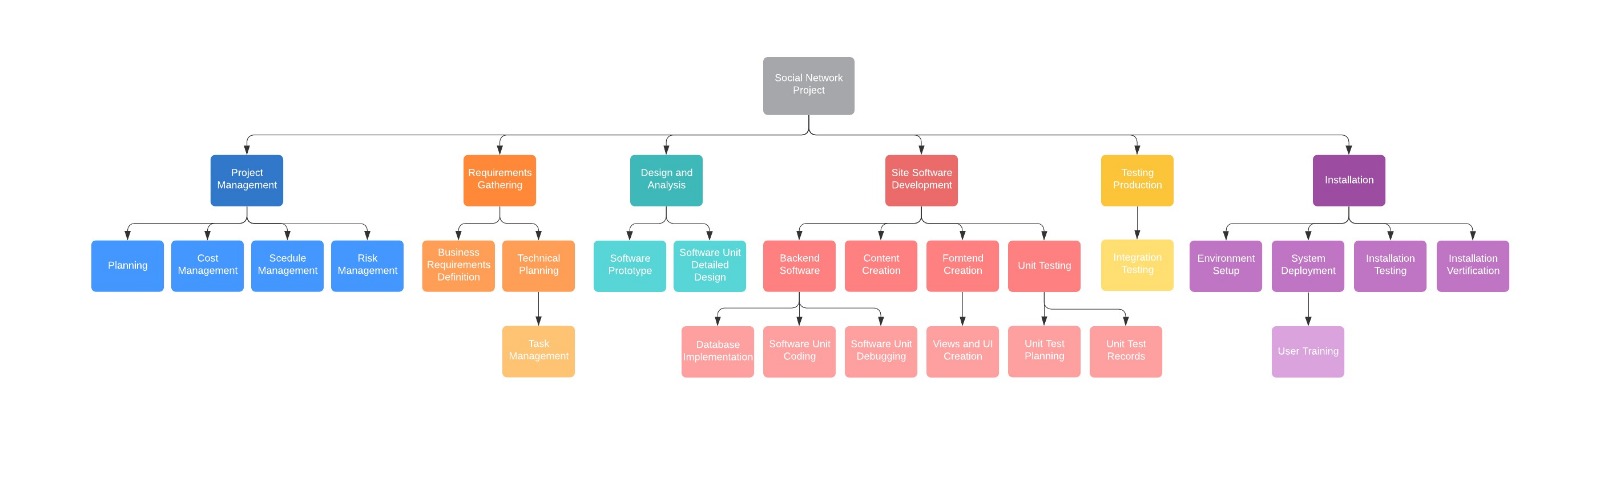 Social Network
Project
Project
Management
Requirements
Gathering
Design and
Analysis
Site Software
Development
Testing
Production
Installation
Planning
Cost
Management
Scedule
Management
Risk
Management
Business
Requirements
Definition
Technical
Planning
Software
Prototype
Software Unit
Detailed
Design
Backend
Software
Content
Creation
Forntend
Creation
Unit Testing
Integration
Testing
Environment
Setup
System
Deployment
Installation
Testing
Installation
Vertification
Task
Management
Database
Implementation
Software Unit
Coding
Software Unit
Debugging
Views and UI
Creation
Unit Test
Planning
Unit Test
Records
User Training